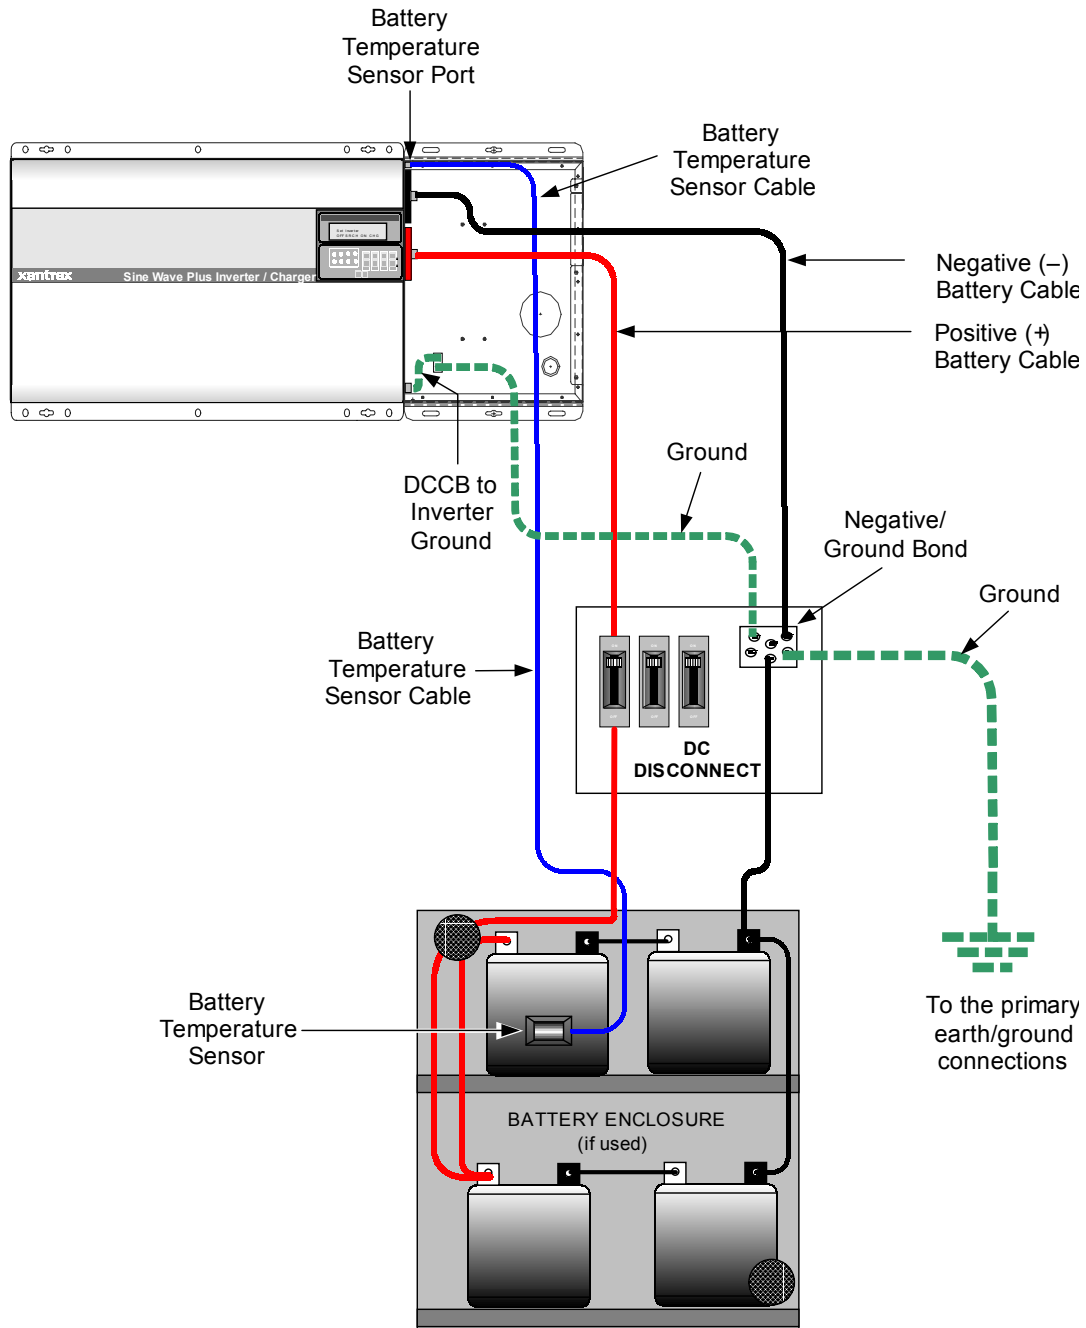 Battery
Temperature
Sensor Port
Battery
Temperature
Sensor Cable
xantrex
Sine Wave Plus Inverter / Charger
Negative (–)
Battery Cable
Positive (+)
Battery Cable
DCCB to
Inverter
Ground
Ground
Negative/
Ground Bond
Ground
Battery
Temperature
Sensor Cable
DC
DISCONNECT
Battery
Temperature
Sensor
To the primary
earth/ground
connections
BATTERY ENCLOSURE
(if used)